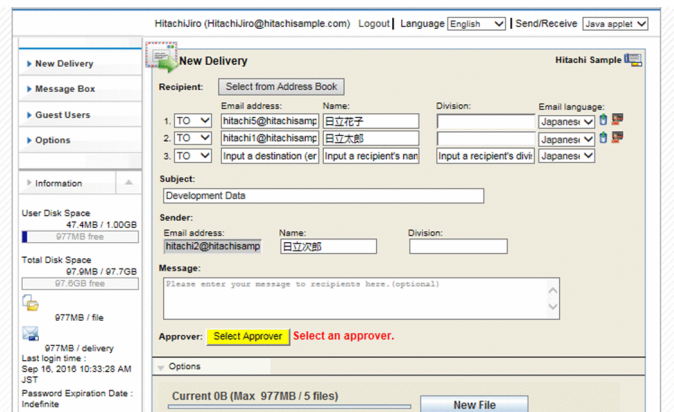 HitachiJiro (HitachiJiro@hitachisample.com) Logout Language English Send/Receive Java applet
New Delivery
Message Box
Guest Users
Options
Information
User Disk Space
47.4MB / 1.00GB
977MB free
Total Disk Space
97.9MB / 97.7GB
97.6GB free
977MB / file
977MB / delivery
Last login time :
Sep 16, 2016 10:33:28 AM
JST
Password Expiration Date :
Indefinite
New Delivery
Hitachi Sample
Recipient: Select from Address Book
Email address: Name: Division: Email language:
1. TO hitachi5@hitachisamp 日立花子 Japanese
2. TO hitachi1@hitachisamp 日立太郎 Japanese
3. TO Input a destination (er Input a recipient's nan Input a recipient's divi Japanese
Subject:
Development Data
Sender:
Email address: Name: Division:
hitachi2@hitachisamp 日立次郎
Message:
Please enter your message to recipients here.(optional)
Approver: Select Approver Select an approver.
Options
Current 0B (Max 977MB / 5 files)
New File